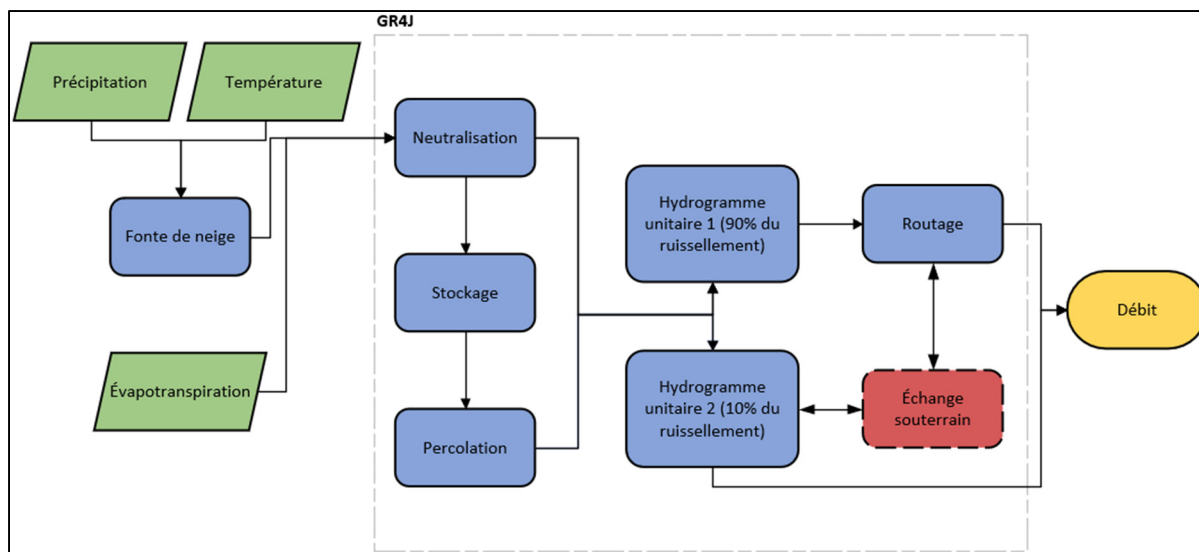 GR4J
Précipitation
Température
Neutralisation
Fonte de neige
Hydrogramme
unitaire 1 (90% du
ruissellement)
Routage
Stockage
Débit
Évapotranspiration
Hydrogramme
unitaire 2 (10% du
ruissellement)
Échange
souterrain
Percolation